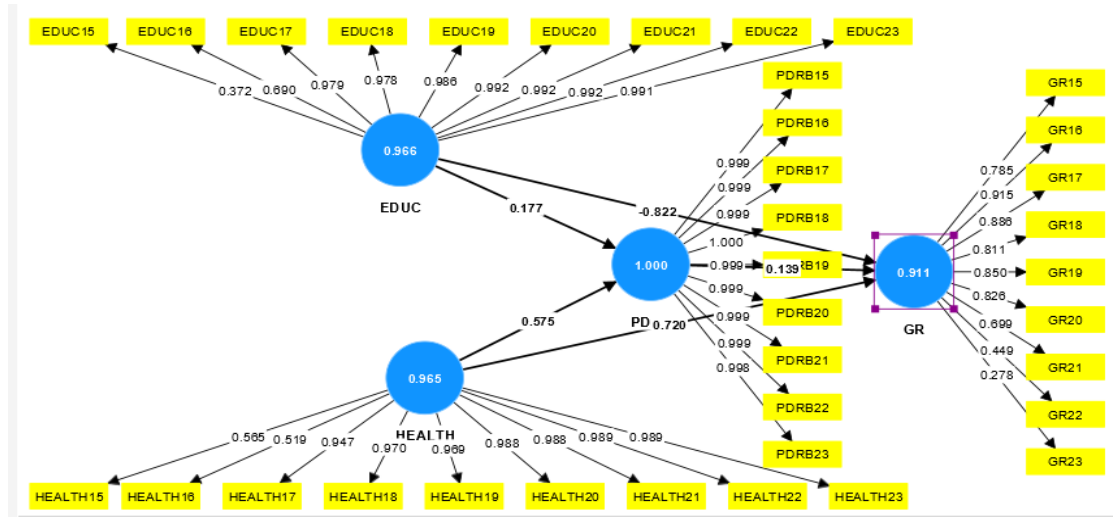 EDUC15 EDUC16 EDUC17 EDUC18 EDUC19 EDUC20 EDUC21 EDUC22 EDUC23
0.372 0.690 0.979 0.978 0.986 0.992 0.992 0.992 0.991
0.966
EDUC
PDRB15
PDRB16
PDRB17
PDRB18
RB19
PDRB20
PDRB21
PDRB22
PDRB23
0.999
0.999
0.999
1.000
0.999
0.999
0.999
0.999
0.998
0.177
-0.822
0.139
0.575
0.720
1.000
PD
GR15
GR16
GR17
GR18
GR19
GR20
GR21
GR22
GR23
0.785
0.915
0.886
0.811
0.850
0.826
0.699
0.449
0.278
0.911
GR
0.965
HEALTH
0.565 0.519 0.947 0.970 0.969 0.988 0.988 0.989 0.989
HEALTH15 HEALTH16 HEALTH17 HEALTH18 HEALTH19 HEALTH20 HEALTH21 HEALTH22 HEALTH23